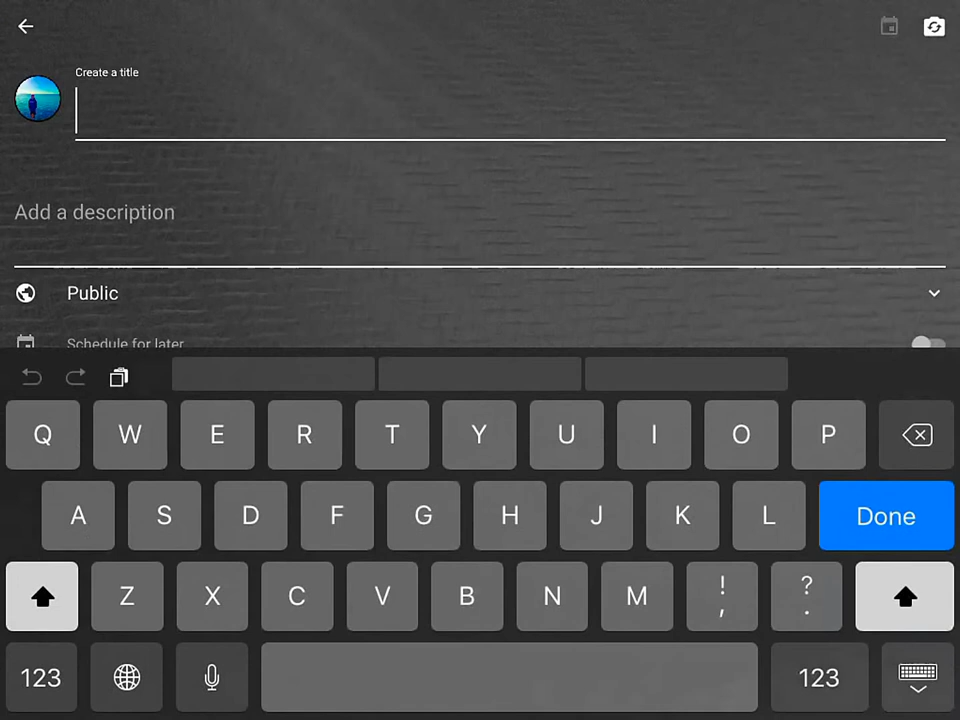 Create a title
Add a description
Public
Schedule for later
Q W E R T Y U I O P
A S D F G H J K L Done
Z X C V B N M ! , ? .
123 123